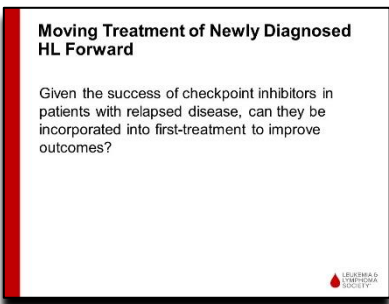 Moving Treatment of Newly Diagnosed
HL Forward
Given the success of checkpoint inhibitors in
patients with relapsed disease, can they be
incorporated into first-treatment to improve
outcomes?
LEUKEMIA &
LYMPHOMA
SOCIETY